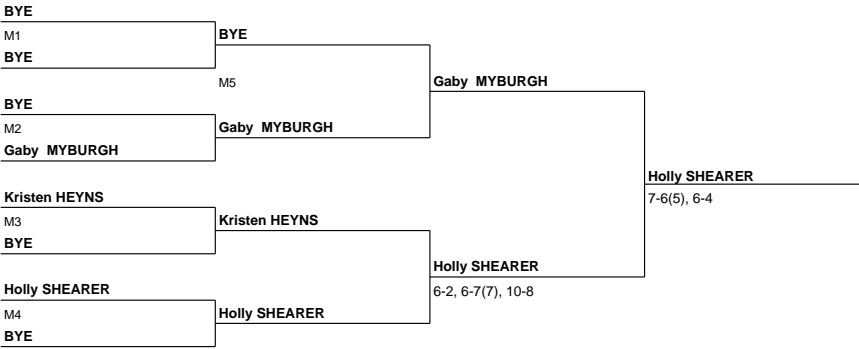 BYE
M1
BYE
BYE
M5
BYE
M2
Gaby MYBURGH
Gaby MYBURGH
Gaby MYBURGH
Kristen HEYNS
M3
BYE
Kristen HEYNS
Holly SHEARER
M4
BYE
Holly SHEARER
Holly SHEARER
6-2, 6-7(7), 10-8
Holly SHEARER
7-6(5), 6-4